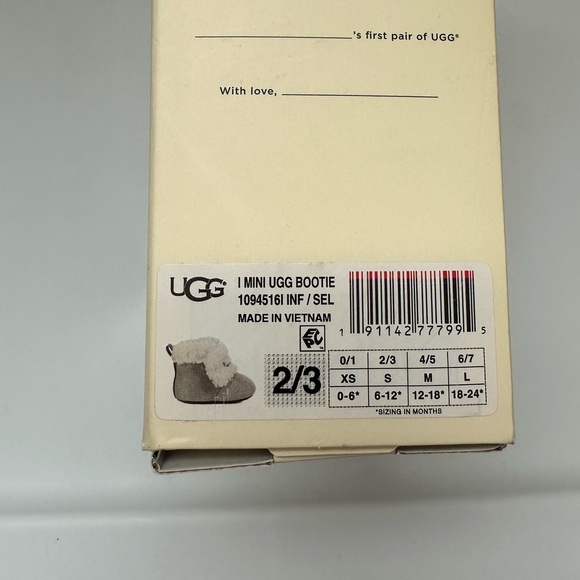 ______________'s first pair of UGG®
With love, ______________
UGG®
I MINI UGG BOOTIE
1094516I INF / SEL
MADE IN VIETNAM
1 91142 77799 5
2/3
0/1 2/3 4/5 6/7
XS S M L
0-6* 6-12* 12-18* 18-24*
*SIZING IN MONTHS